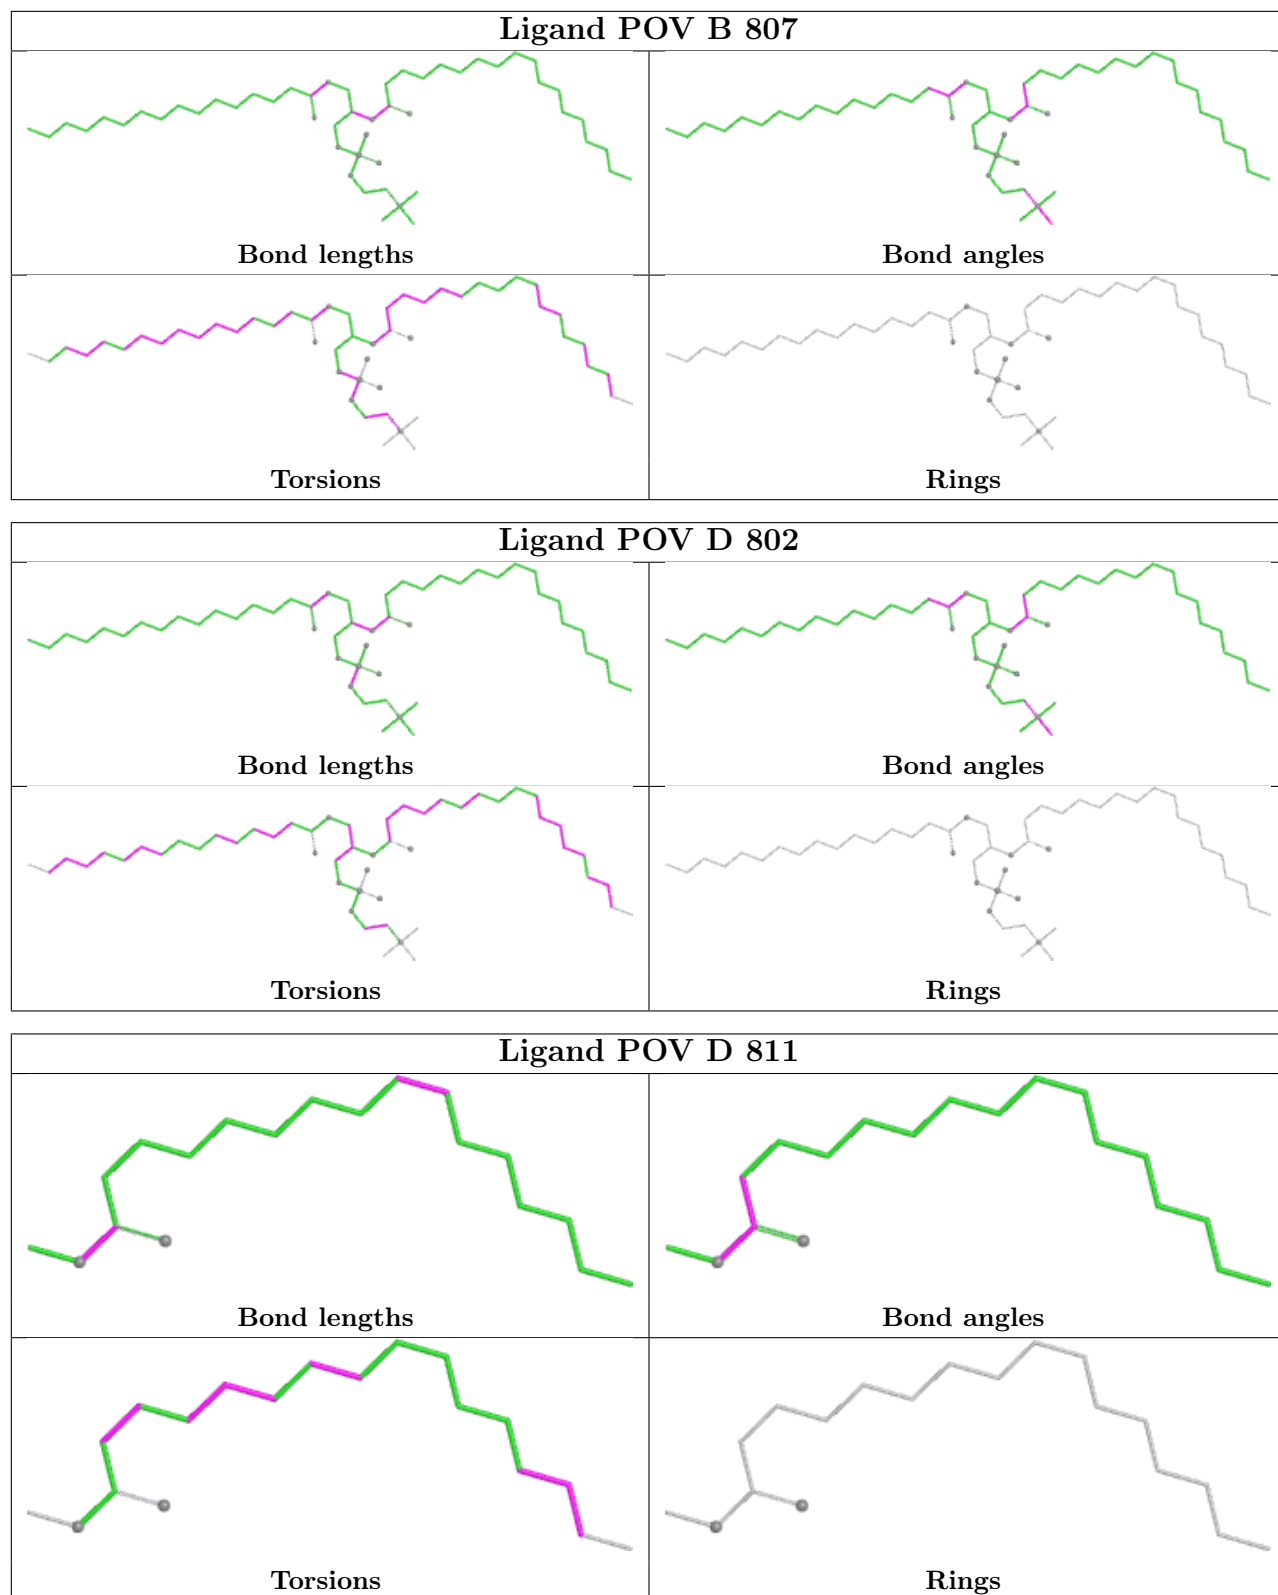 Ligand POV B 807
Bond lengths
Bond angles
Torsions
Rings
Ligand POV D 802
Bond lengths
Bond angles
Torsions
Rings
Ligand POV D 811
Bond lengths
Bond angles
Torsions
Rings